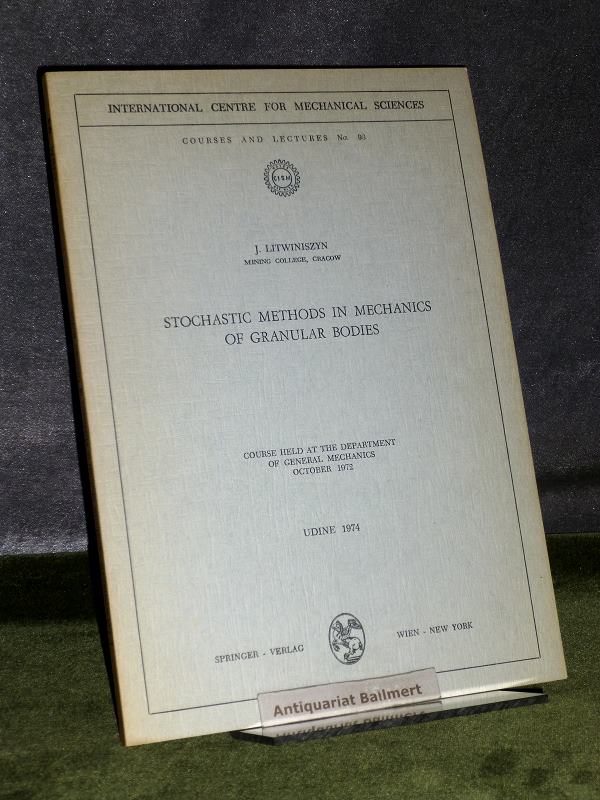 INTERNATIONAL CENTRE FOR MECHANICAL SCIENCES
COURSES AND LECTURES No. 93
CISM
J. LITWINISZYN
MINING COLLEGE, CRACOW
STOCHASTIC METHODS IN MECHANICS
OF GRANULAR BODIES
COURSE HELD AT THE DEPARTMENT
OF GENERAL MECHANICS
OCTOBER 1972
UDINE 1974
SPRINGER - VERLAG
WIEN - NEW YORK
Antiquariat Ballmert